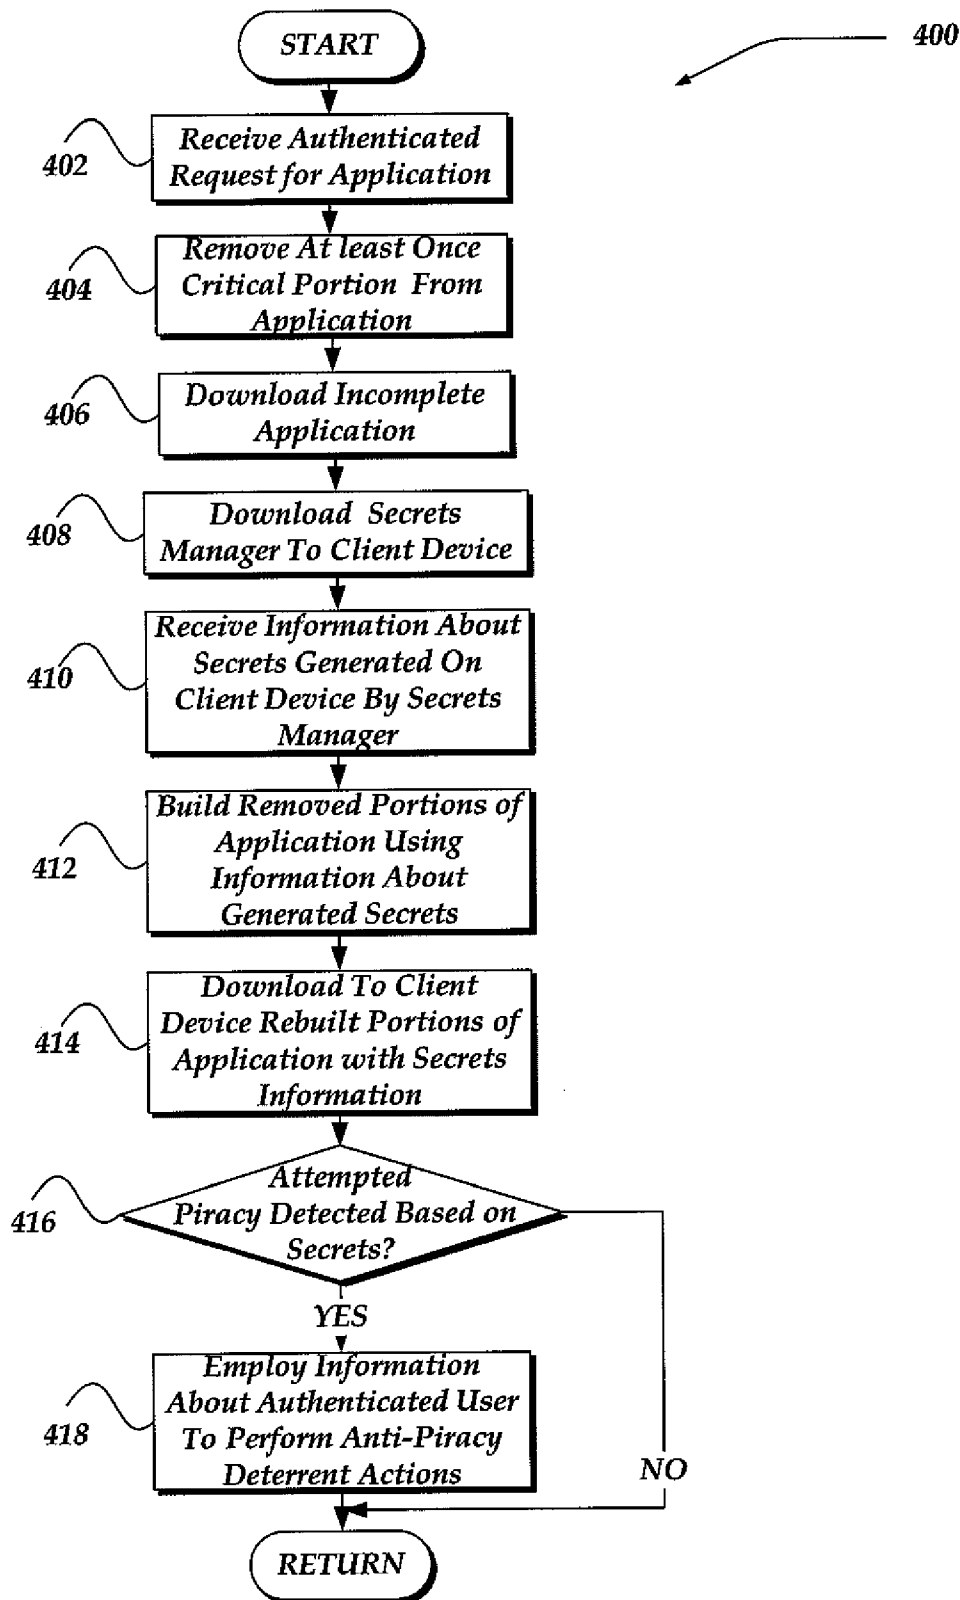 START
400
402
Receive Authenticated
Request for Application
404
Remove At least Once
Critical Portion From
Application
406
Download Incomplete
Application
408
Download Secrets
Manager To Client Device
410
Receive Information About
Secrets Generated On
Client Device By Secrets
Manager
412
Build Removed Portions of
Application Using
Information About
Generated Secrets
414
Download To Client
Device Rebuilt Portions of
Application with Secrets
Information
416
Attempted
Piracy Detected Based on
Secrets?
YES
418
Employ Information
About Authenticated User
To Perform Anti-Piracy
Deterrent Actions
NO
RETURN